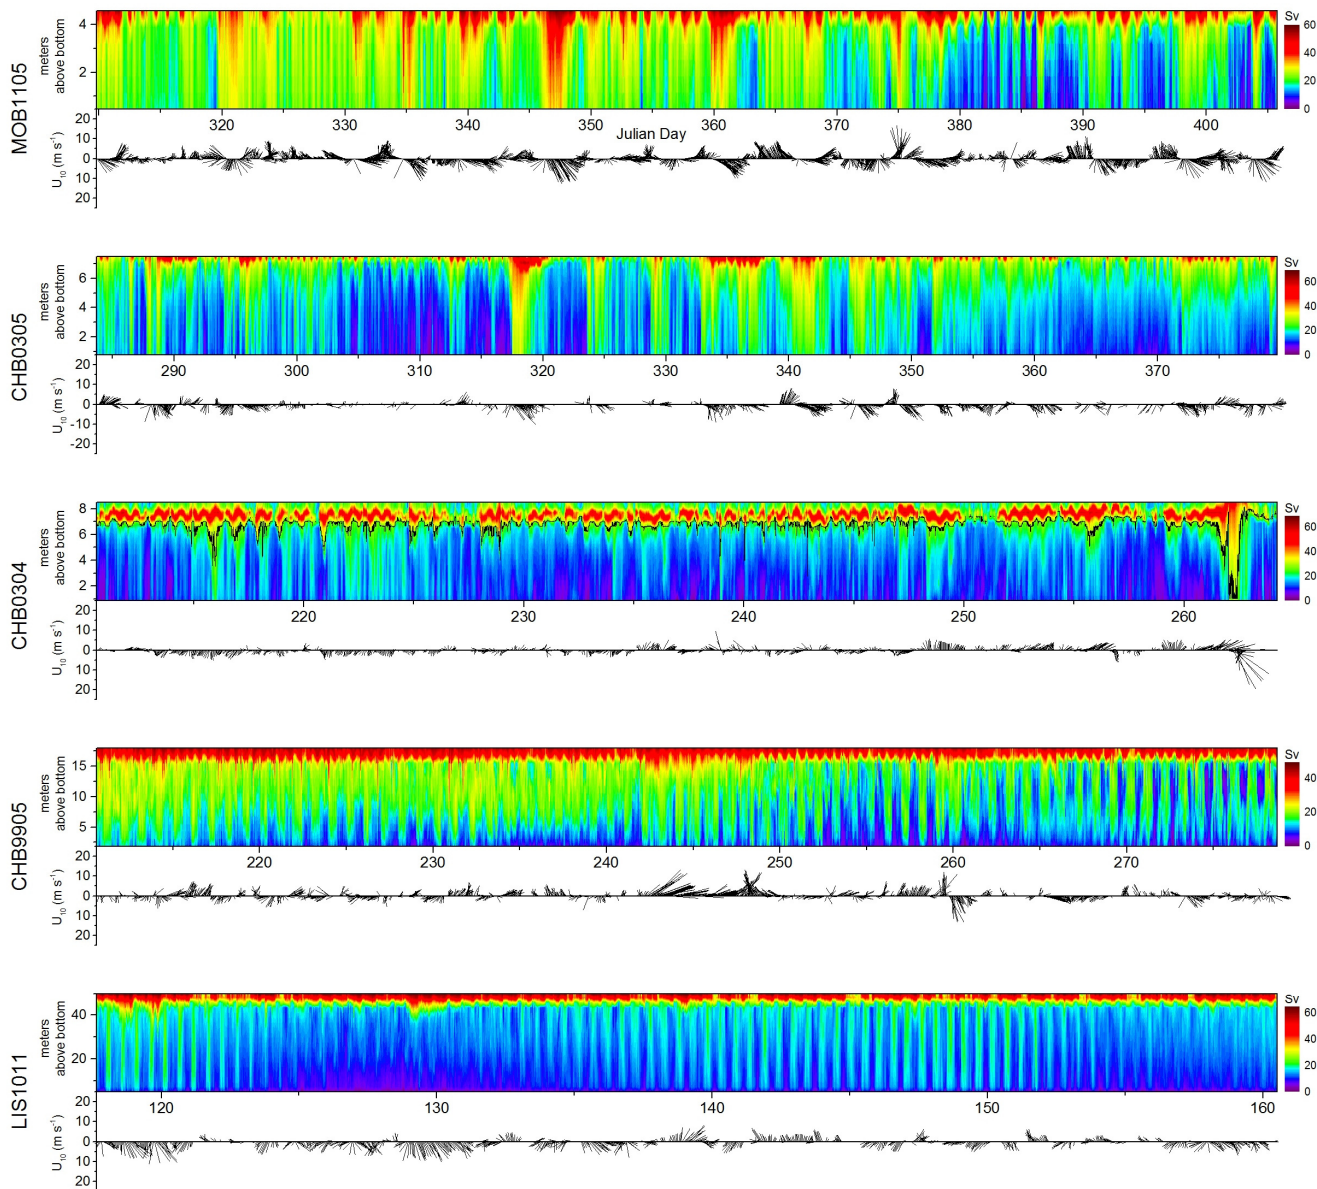 MOB1105
meters
above bottom
4
2
Sv
60
40
20
0
320 330 340 350 360 370 380 390 400
Julian Day
U10 (m s-1)
20
10
0
10
20
CHB0305
meters
above bottom
6
4
2
Sv
60
40
20
0
290 300 310 320 330 340 350 360 370
U10 (m s-1)
20
10
0
-10
-20
CHB0304
meters
above bottom
8
6
4
2
Sv
60
40
20
0
220 230 240 250 260
U10 (m s-1)
20
10
0
10
20
CHB9905
meters
above bottom
15
10
5
Sv
40
20
0
220 230 240 250 260 270
U10 (m s-1)
20
10
0
10
20
LIS1011
meters
above bottom
40
20
Sv
60
40
20
0
120 130 140 150 160
U10 (m s-1)
20
10
0
10
20